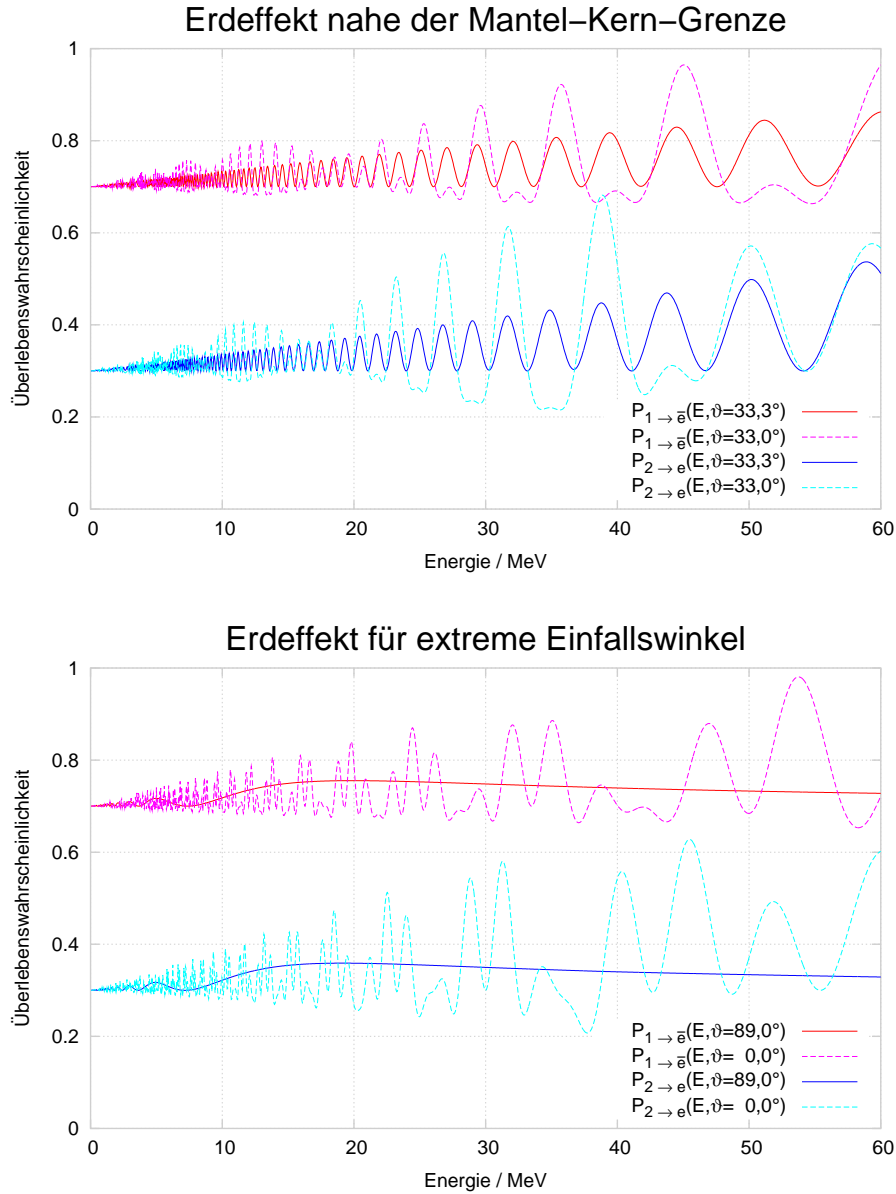 Erdeffekt nahe der Mantel−Kern−Grenze
1
0.8
0.6
0.4
0.2
0
Überlebenswahrscheinlichkeit
P1 → e̅(E,ϑ=33,3°)
P1 → e̅(E,ϑ=33,0°)
P2 → e(E,ϑ=33,3°)
P2 → e(E,ϑ=33,0°)
0 10 20 30 40 50 60
Energie / MeV
Erdeffekt für extreme Einfallswinkel
1
0.8
0.6
0.4
0.2
0
Überlebenswahrscheinlichkeit
P1 → e̅(E,ϑ=89,0°)
P1 → e̅(E,ϑ= 0,0°)
P2 → e(E,ϑ=89,0°)
P2 → e(E,ϑ= 0,0°)
0 10 20 30 40 50 60
Energie / MeV